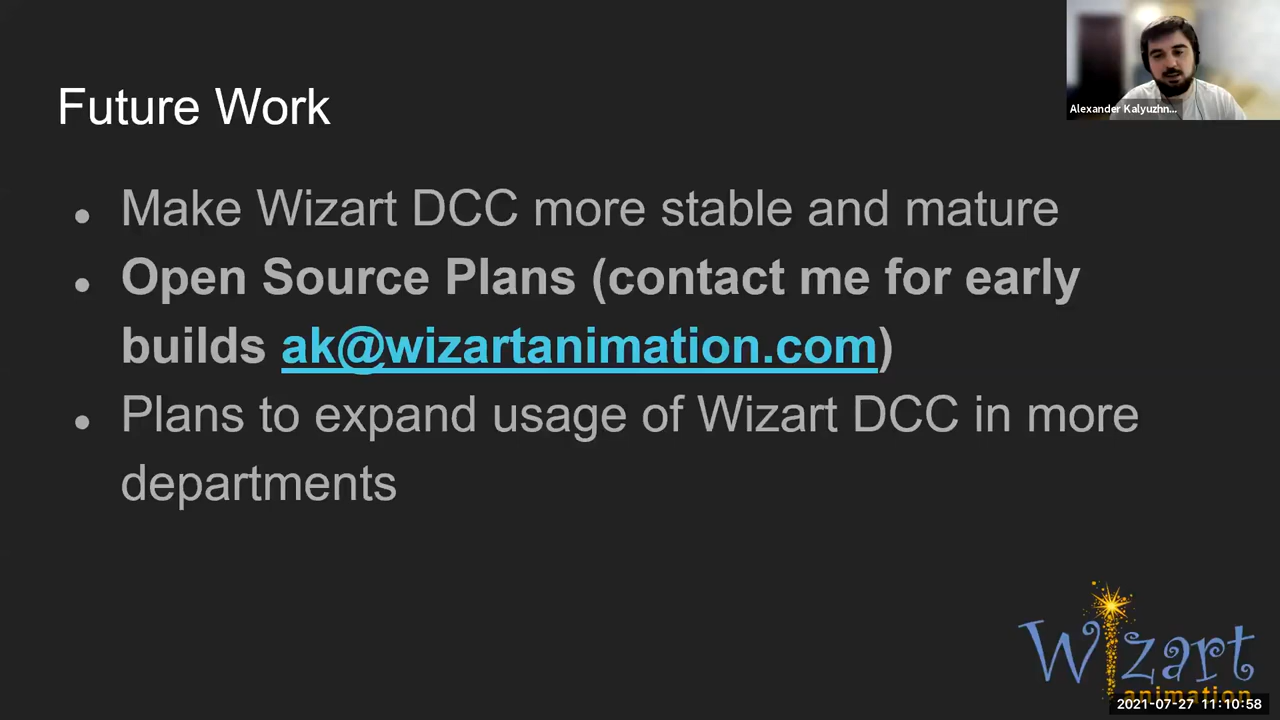 Alexander Kalyuzhn...
Future Work
● Make Wizart DCC more stable and mature
● Open Source Plans (contact me for early
builds ak@wizartanimation.com)
● Plans to expand usage of Wizart DCC in more
departments
Wizart
animation
2021-07-27 11:10:58